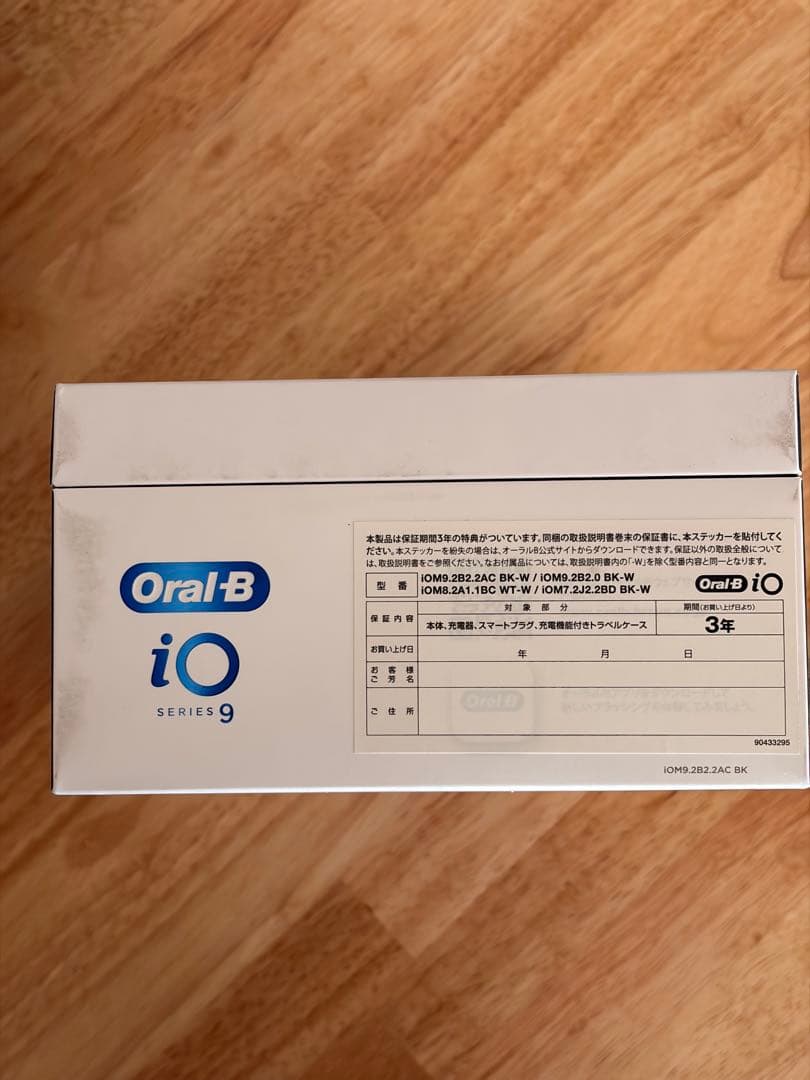 Oral-B
iO
SERIES 9
本製品は保証期間3年の特典がついています。同梱の取扱説明書巻末の保証書に、本ステッカーを貼付してく
ださい。本ステッカーを紛失の場合は、オーラルB公式サイトからダウンロードできます。保証以外の取扱全般について
は、取扱説明書をご参照ください。なお付属品については、取扱説明書内の「-W」を除く型番内容と同一となります。
型番 iOM9.2B2.2AC BK-W / iOM9.2B2.0 BK-W
iOM8.2A1.1BC WT-W / iOM7.2J2.2BD BK-W
Oral-B iO
対象部分 期間(お買い上げ日より)
保証内容 本体、充電器、スマートプラグ、充電機能付きトラベルケース 3年
お買い上げ日 年 月 日
お客様
ご芳名
ご住所
90433295
iOM9.2B2.2AC BK